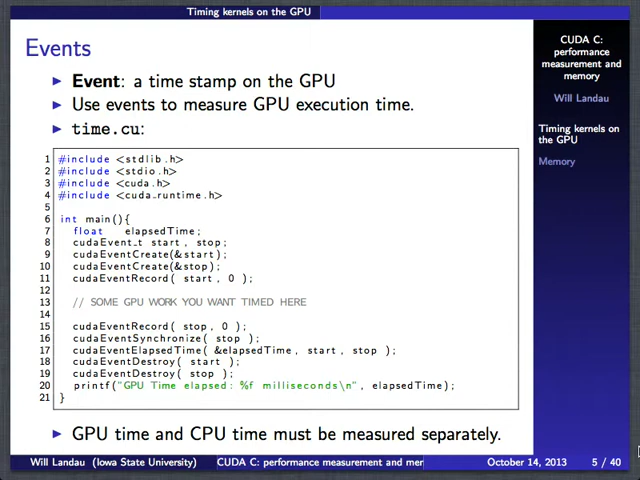 Timing kernels on the GPU
Events
Event: a time stamp on the GPU
Use events to measure GPU execution time.
time.cu:
1 #include <stdlib.h>
2 #include <stdio.h>
3 #include <cuda.h>
4 #include <cuda_runtime.h>
5
6 int main(){
7 float elapsedTime;
8 cudaEvent_t start, stop;
9 cudaEventCreate(&start);
10 cudaEventCreate(&stop);
11 cudaEventRecord( start, 0 );
12
13 // SOME GPU WORK YOU WANT TIMED HERE
15 cudaEventRecord( stop, 0 );
16 cudaEventSynchronize( stop );
17 cudaEventElapsedTime( &elapsedTime, start, stop );
18 cudaEventDestroy( start );
19 cudaEventDestroy( stop );
20 printf("GPU Time elapsed: %f milliseconds\n", elapsedTime);
21 }
GPU time and CPU time must be measured separately.
CUDA C:
performance
measurement and
memory
Will Landau
Timing kernels on
the GPU
Memory
Will Landau (Iowa State University) CUDA C: performance measurement and mer October 14, 2013 5 / 40